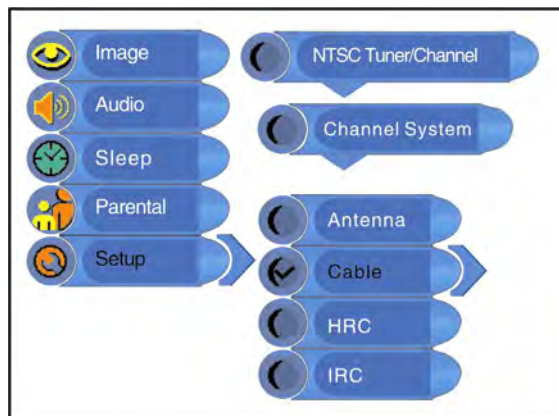 Image
Audio
Sleep
Parental
Setup
NTSC Tuner/Channel
Channel System
Antenna
Cable
HRC
IRC